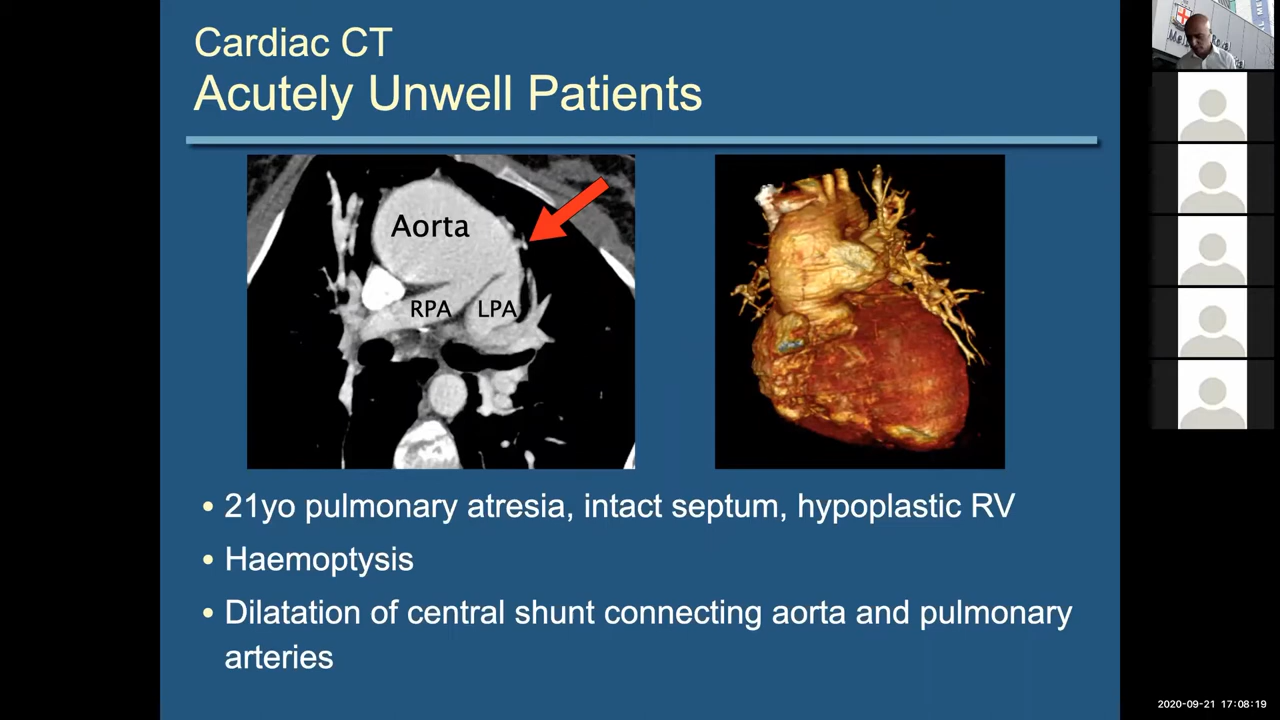 Cardiac CT
Acutely Unwell Patients
Aorta
RPA
LPA
• 21yo pulmonary atresia, intact septum, hypoplastic RV
• Haemoptysis
• Dilatation of central shunt connecting aorta and pulmonary
arteries
2020-09-21 17:08:19